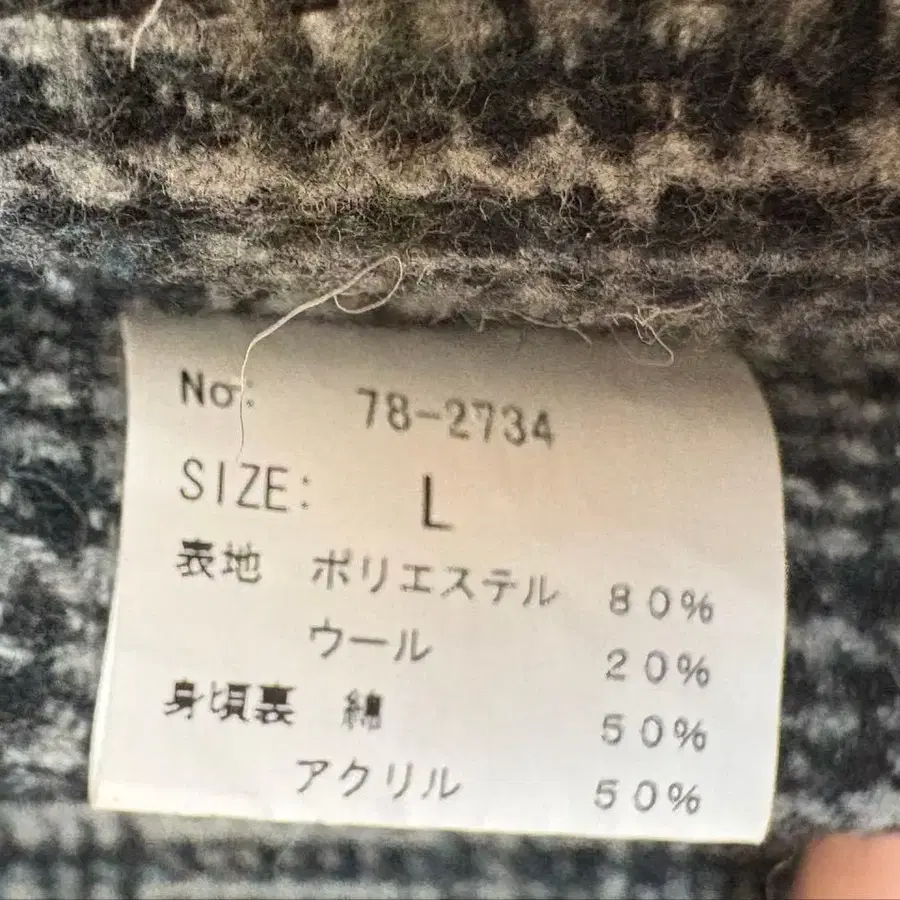 No: 78-2734
SIZE: L
表地 ポリエステル 80%
ウール 20%
身頃裏 綿 50%
アクリル 50%